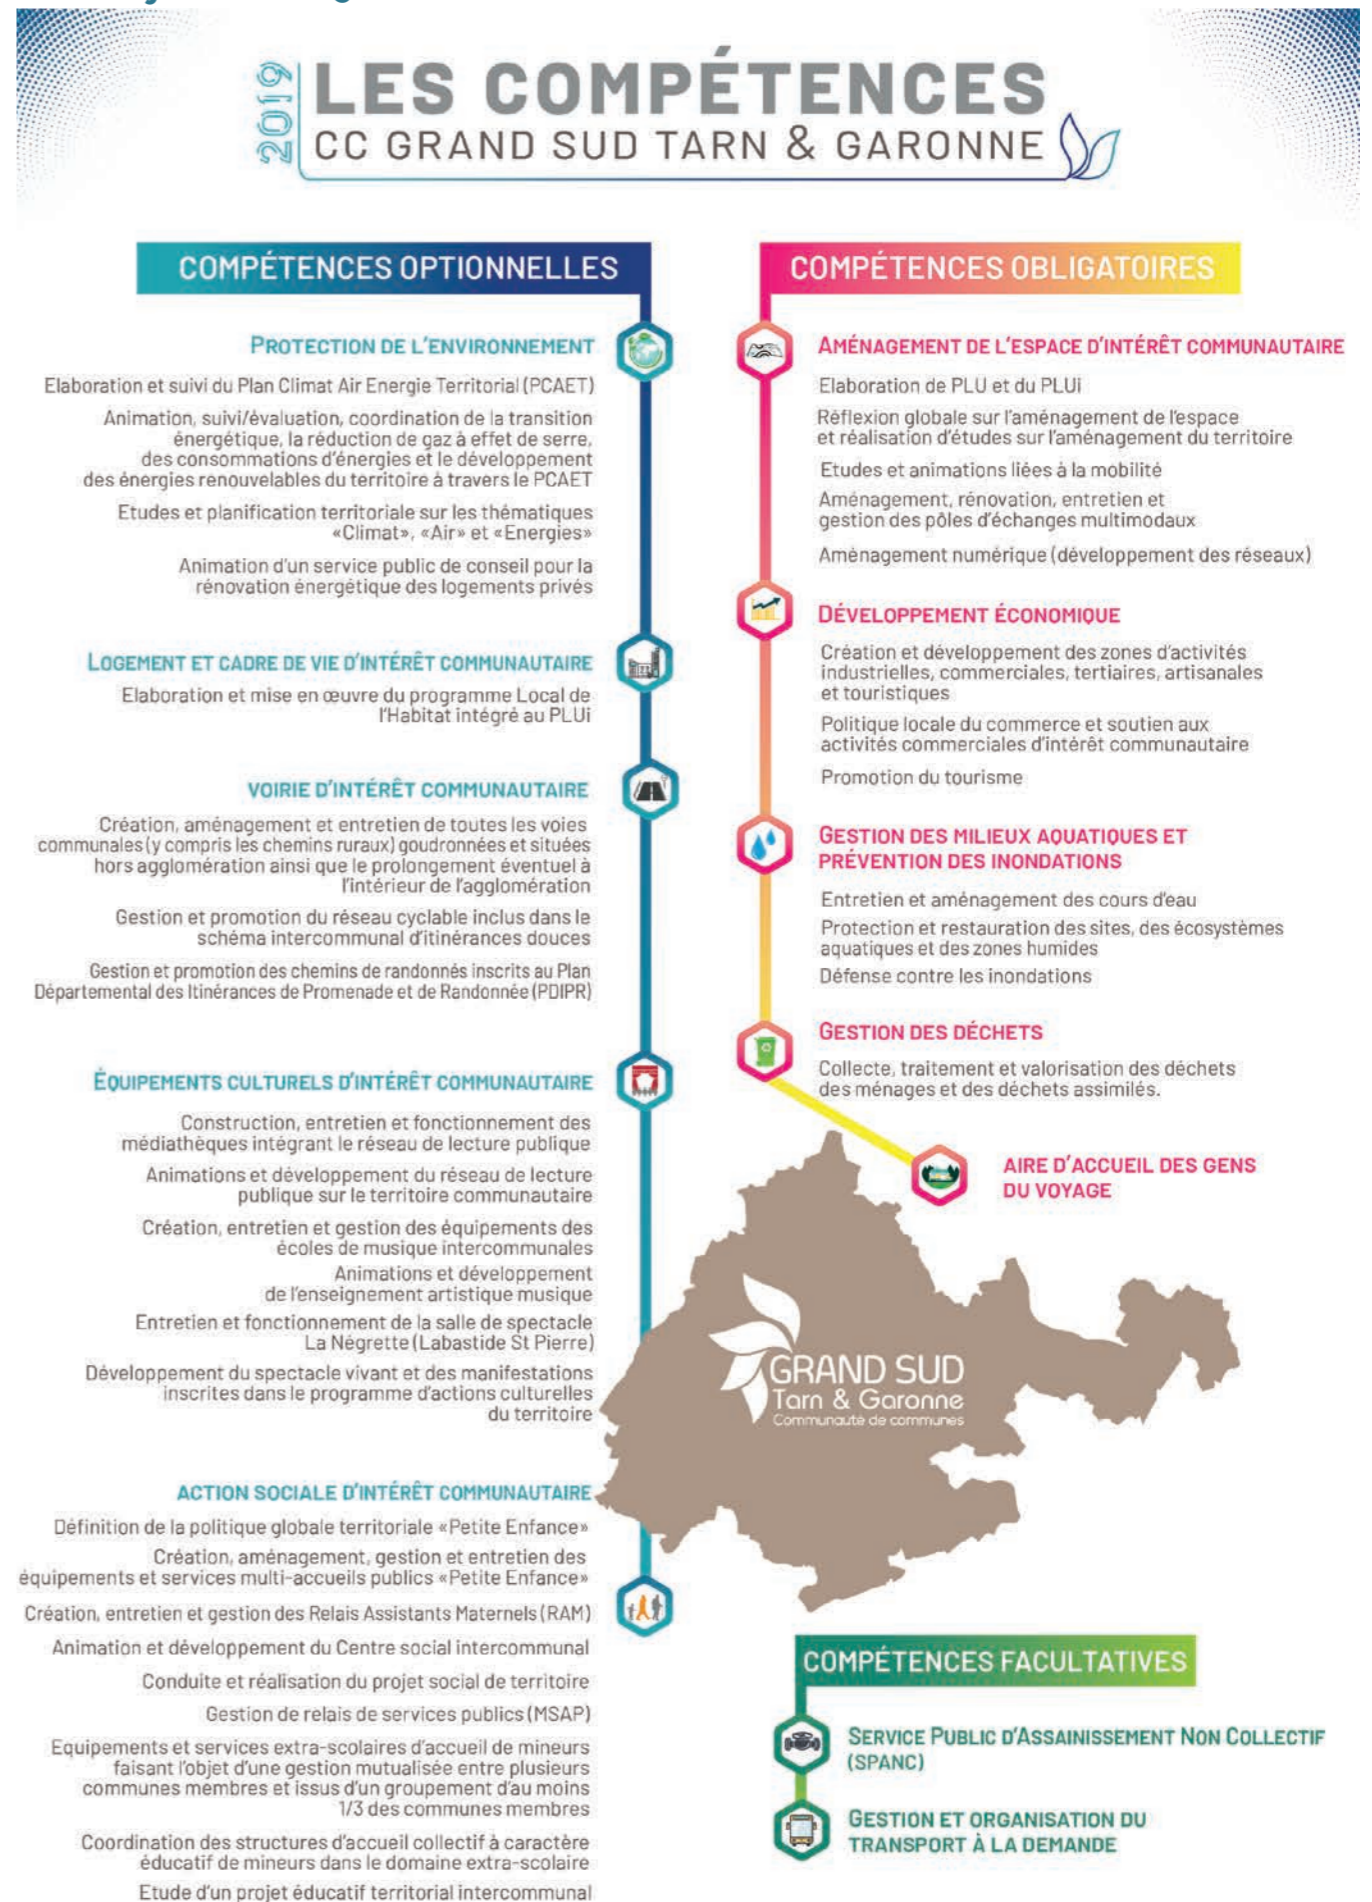 2019
LES COMPÉTENCES
CC GRAND SUD TARN & GARONNE
COMPÉTENCES OPTIONNELLES
PROTECTION DE L'ENVIRONNEMENT
Elaboration et suivi du Plan Climat Air Energie Territorial (PCAET)
Animation, suivi/évaluation, coordination de la transition
énergétique, la réduction de gaz à effet de serre,
des consommations d'énergies et le développement
des énergies renouvelables du territoire à travers le PCAET
Etudes et planification territoriale sur les thématiques
«Climat», «Air» et «Energies»
Animation d'un service public de conseil pour la
rénovation énergétique des logements privés
LOGEMENT ET CADRE DE VIE D'INTÉRÊT COMMUNAUTAIRE
Elaboration et mise en œuvre du programme Local de
l'Habitat intégré au PLUi
VOIRIE D'INTÉRÊT COMMUNAUTAIRE
Création, aménagement et entretien de toutes les voies
communales (y compris les chemins ruraux) goudronnées et situées
hors agglomération ainsi que le prolongement éventuel à
l'intérieur de l'agglomération
Gestion et promotion du réseau cyclable inclus dans le
schéma intercommunal d'itinérances douces
Gestion et promotion des chemins de randonnés inscrits au Plan
Départemental des Itinérances de Promenade et de Randonnée (PDIPR)
ÉQUIPEMENTS CULTURELS D'INTÉRÊT COMMUNAUTAIRE
Construction, entretien et fonctionnement des
médiathèques intégrant le réseau de lecture publique
Animations et développement du réseau de lecture
publique sur le territoire communautaire
Création, entretien et gestion des équipements des
écoles de musique intercommunales
Animations et développement
de l'enseignement artistique musique
Entretien et fonctionnement de la salle de spectacle
La Négrette (Labastide St Pierre)
Développement du spectacle vivant et des manifestations
inscrites dans le programme d'actions culturelles
du territoire
ACTION SOCIALE D'INTÉRÊT COMMUNAUTAIRE
Définition de la politique globale territoriale «Petite Enfance»
Création, aménagement, gestion et entretien des
équipements et services multi-accueils publics «Petite Enfance»
Création, entretien et gestion des Relais Assistants Maternels (RAM)
Animation et développement du Centre social intercommunal
Conduite et réalisation du projet social de territoire
Gestion de relais de services publics (MSAP)
Equipements et services extra-scolaires d'accueil de mineurs
faisant l'objet d'une gestion mutualisée entre plusieurs
communes membres et issus d'un groupement d'au moins
1/3 des communes membres
Coordination des structures d'accueil collectif à caractère
éducatif de mineurs dans le domaine extra-scolaire
Etude d'un projet éducatif territorial intercommunal
COMPÉTENCES OBLIGATOIRES
AMÉNAGEMENT DE L'ESPACE D'INTÉRÊT COMMUNAUTAIRE
Elaboration de PLU et du PLUi
Réflexion globale sur l'aménagement de l'espace
et réalisation d'études sur l'aménagement du territoire
Etudes et animations liées à la mobilité
Aménagement, rénovation, entretien et
gestion des pôles d'échanges multimodaux
Aménagement numérique (développement des réseaux)
DÉVELOPPEMENT ÉCONOMIQUE
Création et développement des zones d'activités
industrielles, commerciales, tertiaires, artisanales
et touristiques
Politique locale du commerce et soutien aux
activités commerciales d'intérêt communautaire
Promotion du tourisme
GESTION DES MILIEUX AQUATIQUES ET
PRÉVENTION DES INONDATIONS
Entretien et aménagement des cours d'eau
Protection et restauration des sites, des écosystèmes
aquatiques et des zones humides
Défense contre les inondations
GESTION DES DÉCHETS
Collecte, traitement et valorisation des déchets
des ménages et des déchets assimilés.
AIRE D'ACCUEIL DES GENS
DU VOYAGE
GRAND SUD
Tarn & Garonne
Communauté de communes
COMPÉTENCES FACULTATIVES
SERVICE PUBLIC D'ASSAINISSEMENT NON COLLECTIF
(SPANC)
GESTION ET ORGANISATION DU
TRANSPORT À LA DEMANDE